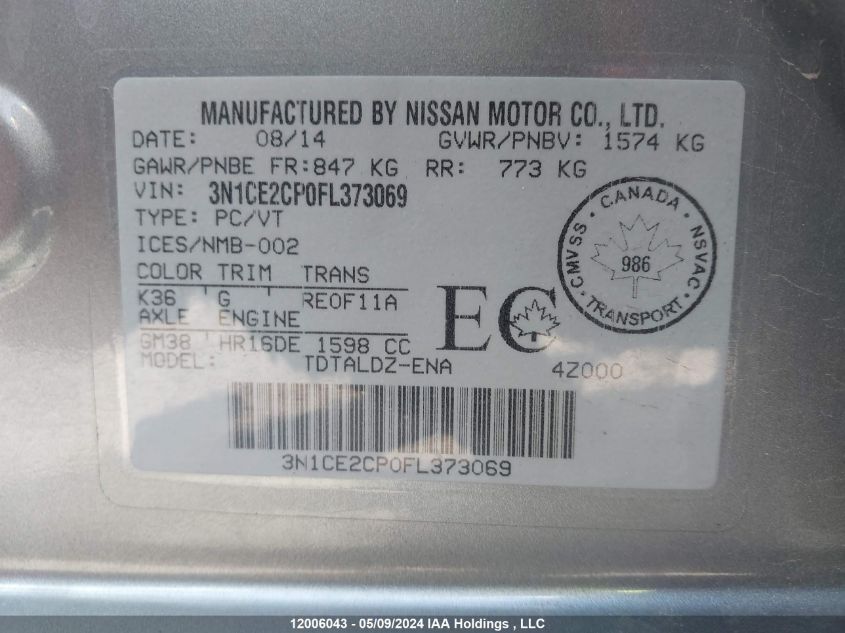 MANUFACTURED BY NISSAN MOTOR CO., LTD.
DATE: 08/14 GVWR/PNBV: 1574 KG
GAWR/PNBE FR:847 KG RR: 773 KG
VIN: 3N1CE2CP0FL373069
TYPE: PC/VT
ICES/NMB-002
COLOR TRIM TRANS
K36 G RE0F11A
AXLE ENGINE
GM38 HR16DE 1598 CC
MODEL: TDTALDZ-ENA 4Z000
EC
CANADA
CMVSS NSVAC
986
TRANSPORT
3N1CE2CP0FL373069
12006043 - 05/09/2024 IAA Holdings , LLC